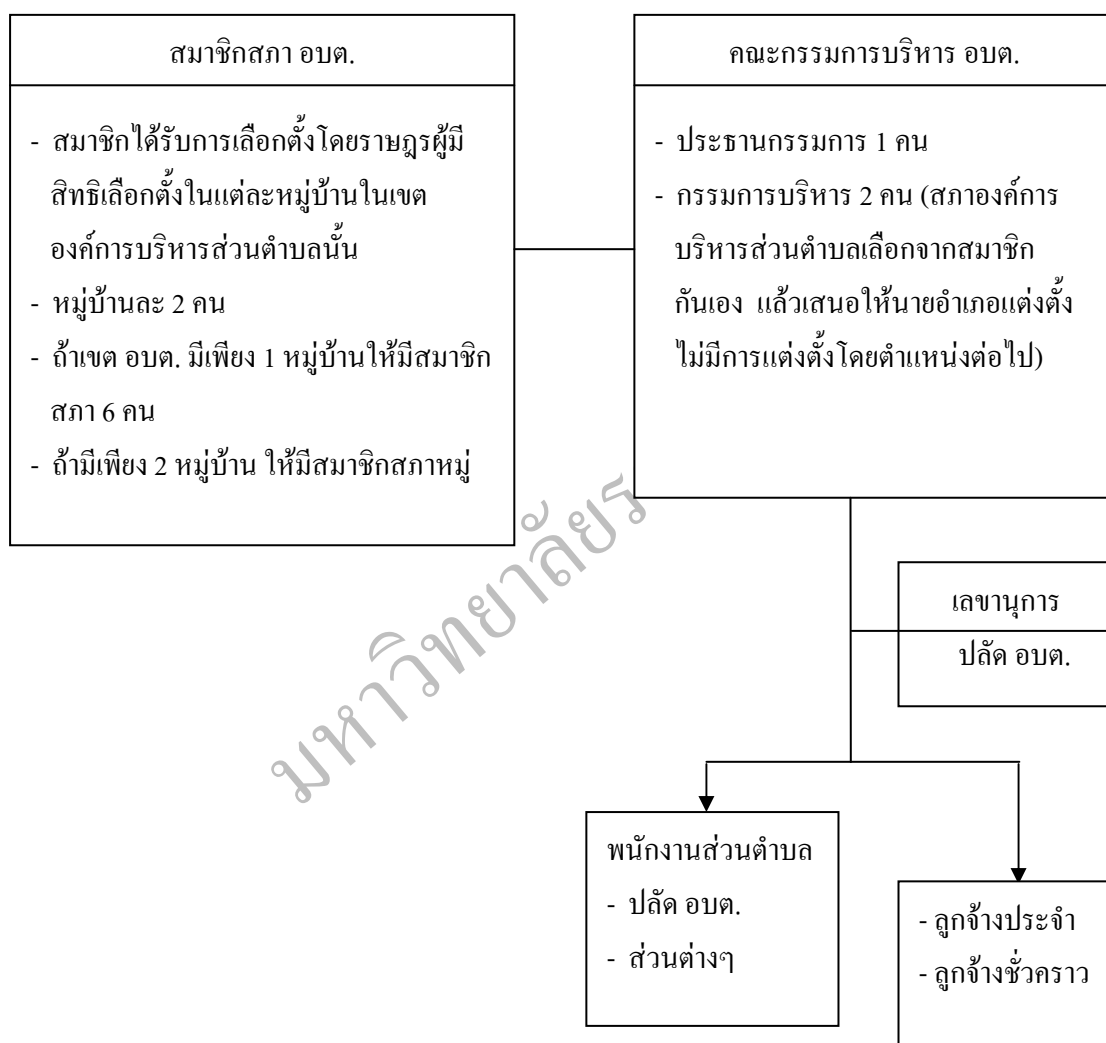 สมาชิกสภา อบต.
- สมาชิกได้รับการเลือกตั้งโดยราษฎรผู้มี
สิทธิเลือกตั้งในแต่ละหมู่บ้านในเขต
องค์การบริหารส่วนตำบลนั้น
- หมู่บ้านละ 2 คน
- ถ้าเขต อบต. มีเพียง 1 หมู่บ้านให้มีสมาชิก
สภา 6 คน
- ถ้ามีเพียง 2 หมู่บ้าน ให้มีสมาชิกสภาหมู่
คณะกรรมการบริหาร อบต.
- ประธานกรรมการ 1 คน
- กรรมการบริหาร 2 คน (สภาองค์การ
บริหารส่วนตำบลเลือกจากสมาชิก
กันเอง แล้วเสนอให้นายอำเภอแต่งตั้ง
ไม่มีการแต่งตั้งโดยตำแหน่งต่อไป)
เลขานุการ
ปลัด อบต.
พนักงานส่วนตำบล
- ปลัด อบต.
- ส่วนต่างๆ
- ลูกจ้างประจำ
- ลูกจ้างชั่วคราว
มหาวิทยาลัยร